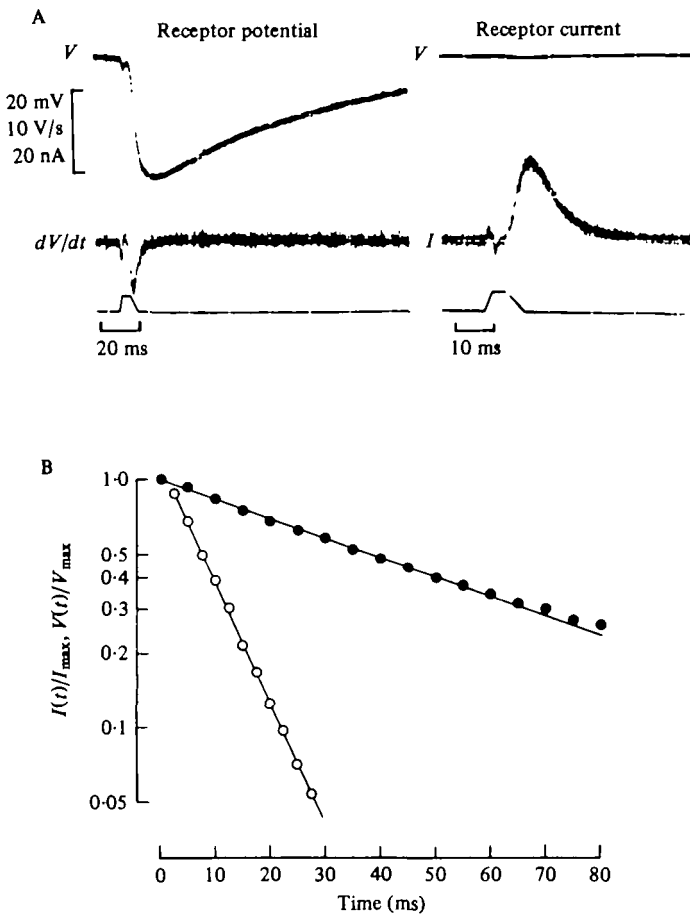 A
Receptor potential
Receptor current
V
V
20 mV
10 V/s
20 nA
dV/dt
I
20 ms
10 ms
B
I(t)/Imax, V(t)/Vmax
1·0
0·5
0·4
0·3
0·2
0·1
0·05
0 10 20 30 40 50 60 70 80
Time (ms)